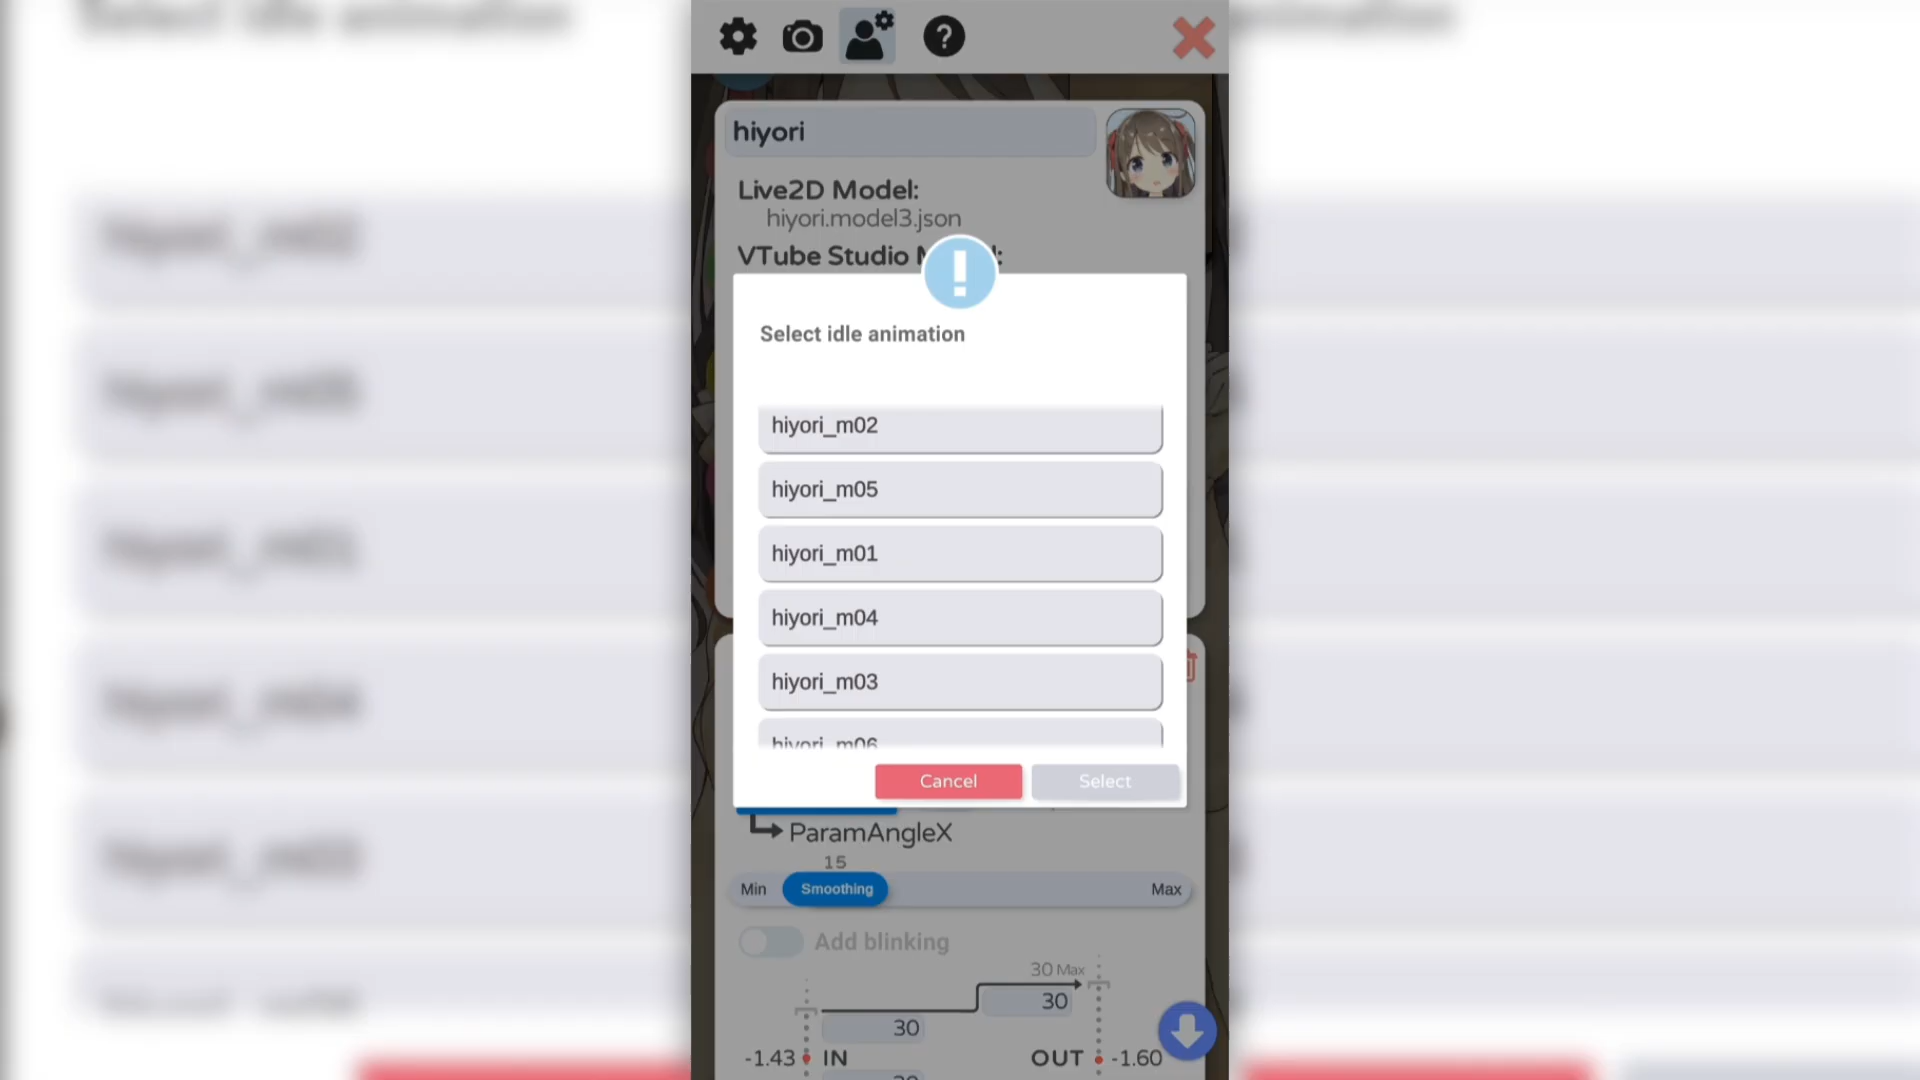 hiyori
Live2D Model:
hiyori.model3.json
VTube Studio
Select idle animation
hiyori_m02
hiyori_m05
hiyori_m01
hiyori_m04
hiyori_m03
hiyori_m06
Cancel
Select
ParamAngleX
15
Min
Smoothing
Max
Add blinking
30 Max
30
30
-1.43
IN
OUT
-1.60